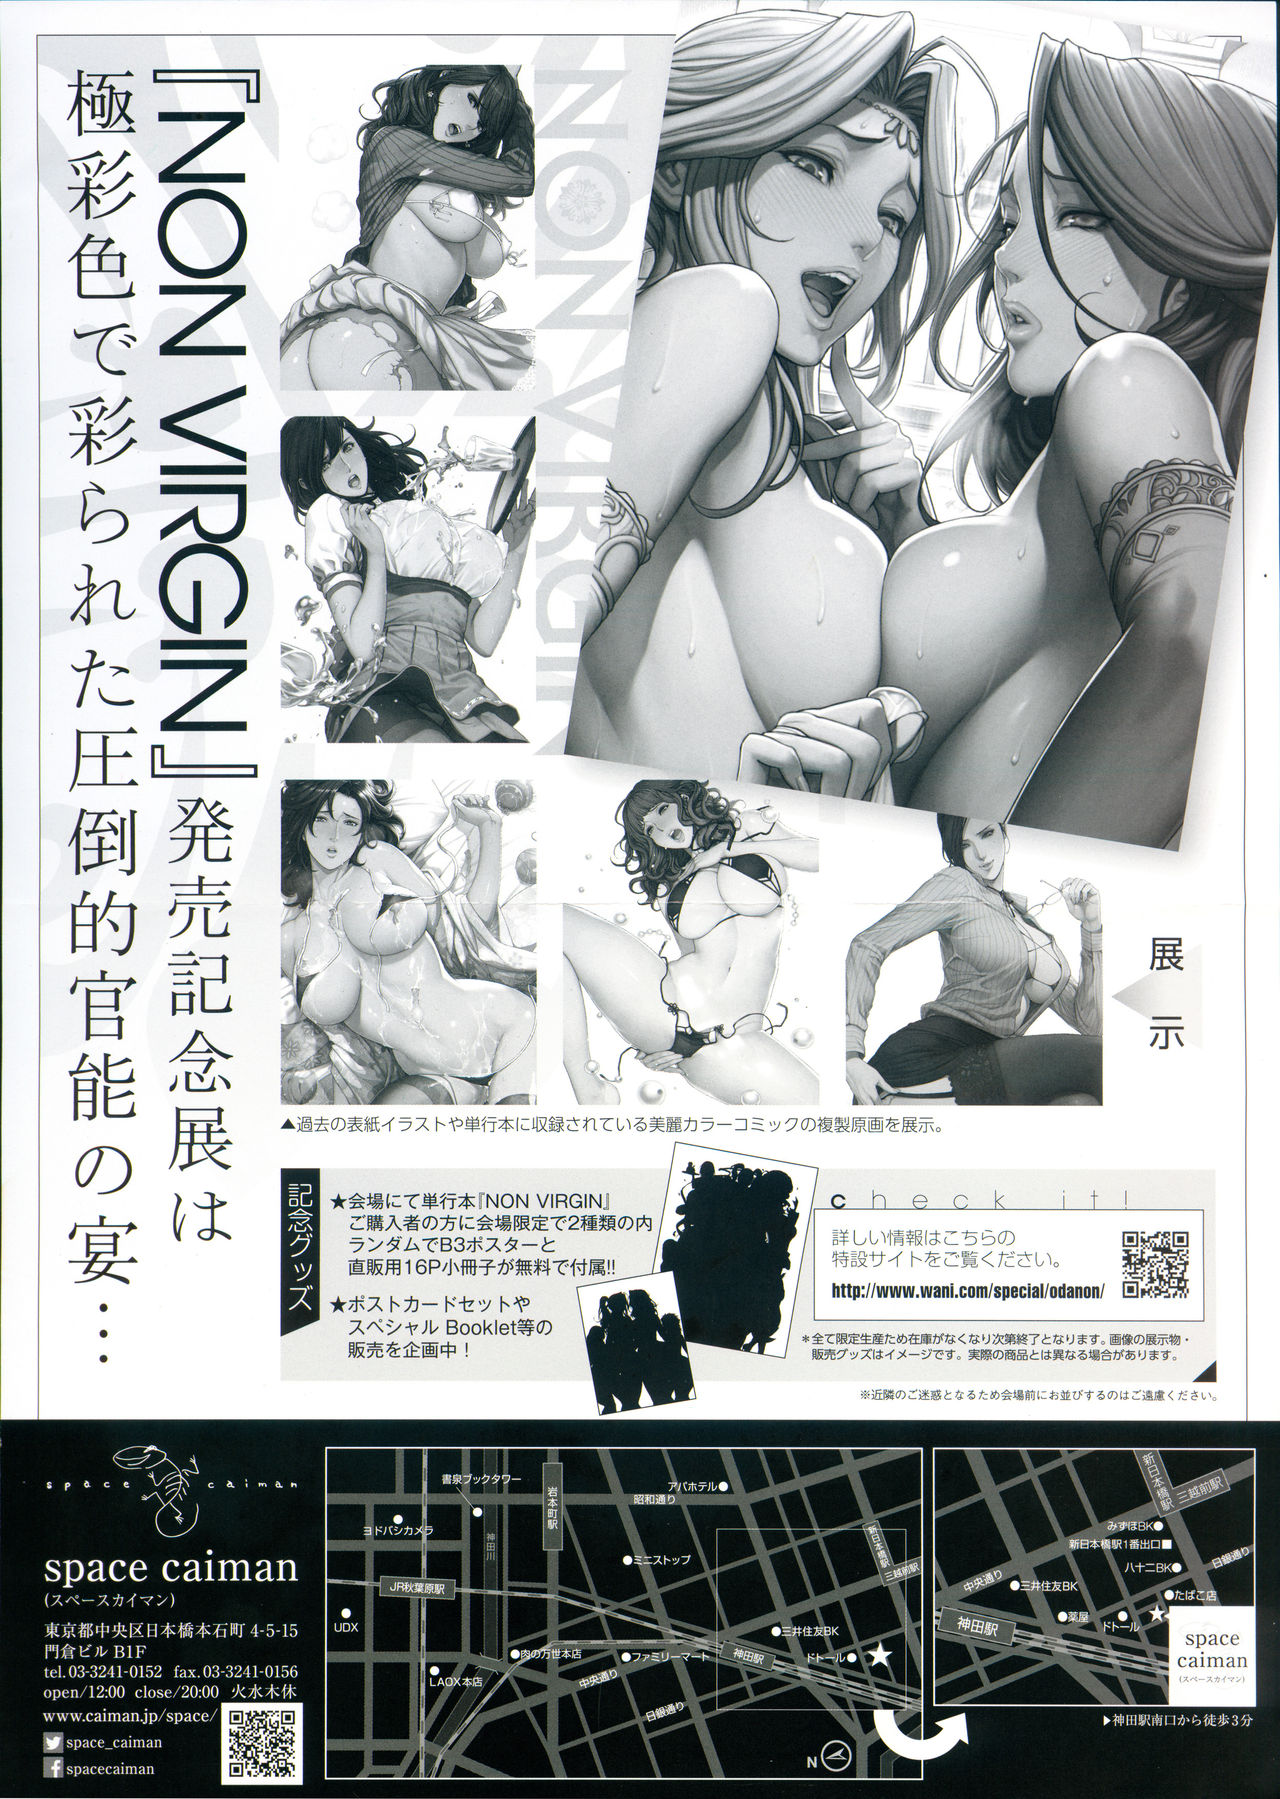 『NON VIRGIN』発売記念展は
極彩色で彩られた圧倒的官能の宴…
NON VIRGIN
展示
▲過去の表紙イラストや単行本に収録されている美麗カラーコミックの複製原画を展示。
記念グッズ
★会場にて単行本『NON VIRGIN』
ご購入者の方に会場限定で2種類の内
ランダムでB3ポスターと
直販用16P小冊子が無料で付属!!
★ポストカードセットや
スペシャル Booklet等の
販売を企画中！
check it!
詳しい情報はこちらの
特設サイトをご覧ください。
http://www.wani.com/special/odanon/
＊全て限定生産ため在庫がなくなり次第終了となります。画像の展示物・
販売グッズはイメージです。実際の商品とは異なる場合があります。
※近隣のご迷惑となるため会場前にお並びするのはご遠慮ください。
space caiman
space caiman
(スペースカイマン)
東京都中央区日本橋本石町 4-5-15
門倉ビル B1F
tel. 03-3241-0152 fax. 03-3241-0156
open/12:00 close/20:00 火水木休
www.caiman.jp/space/
space_caiman
spacecaiman
書泉ブックタワー
ヨドバシカメラ
神田川
岩本町駅
アパホテル
昭和通り
ミニストップ
新日本橋駅
三越前駅
JR秋葉原駅
UDX
LAOX本店
肉の万世本店
ファミリーマート
中央通り
日銀通り
三井住友BK
神田駅
ドトール
N
新日本橋駅
三越前駅
みずほBK
新日本橋駅1番出口
八十二BK
日銀通り
中央通り
三井住友BK
たばこ店
薬屋
ドトール
神田駅
space
caiman
(スペースカイマン)
▶神田駅南口から徒歩3分